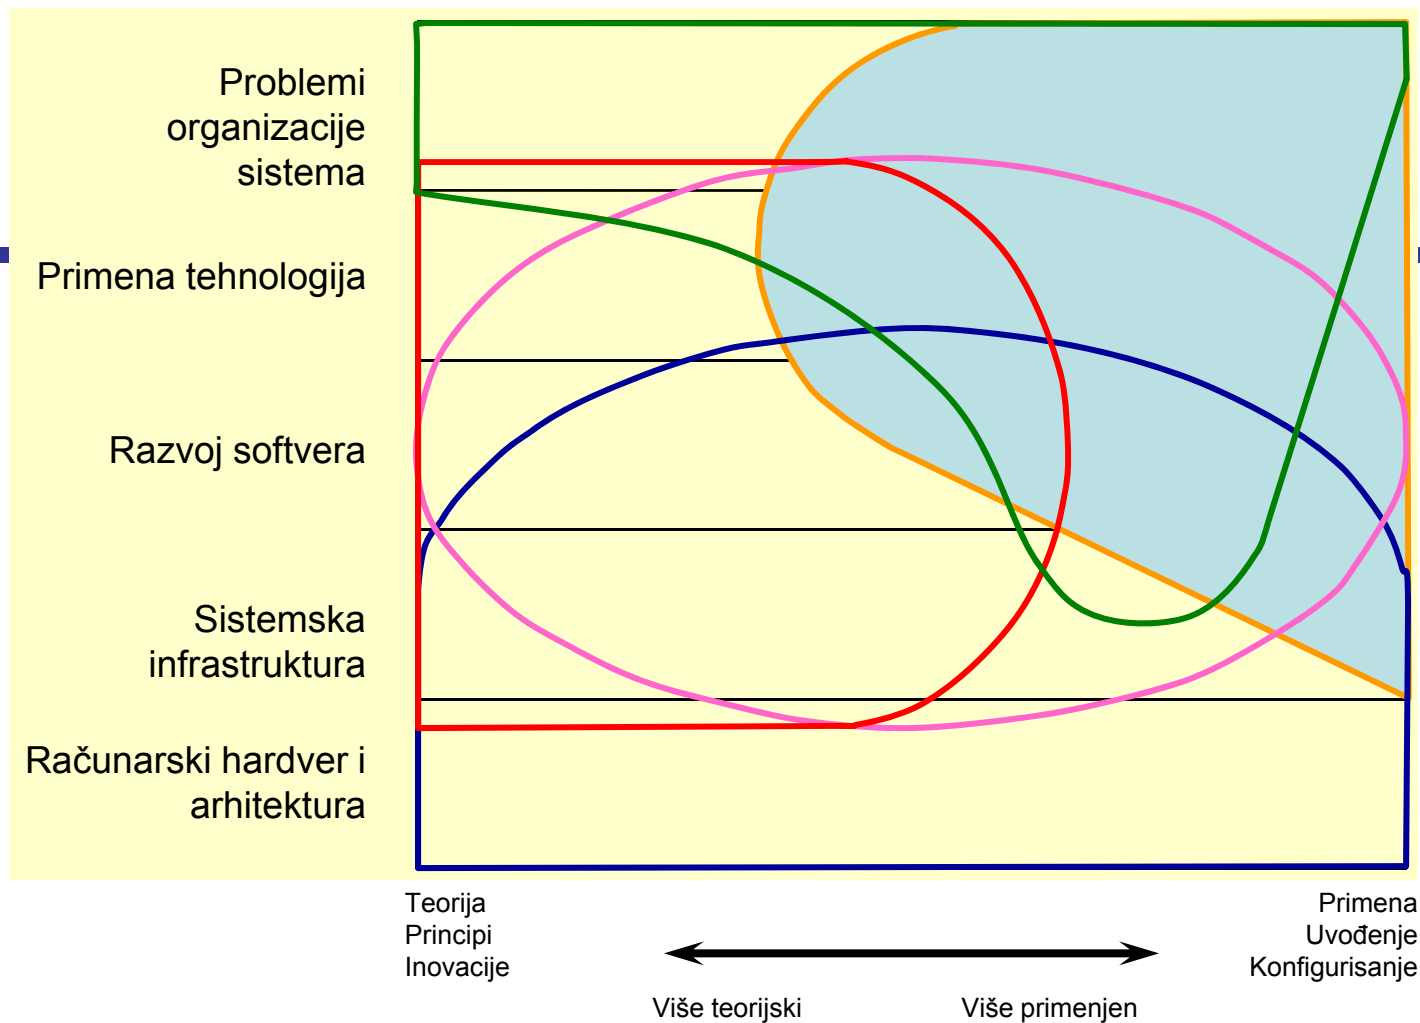 Problemi
organizacije
sistema
Primena tehnologija
Razvoj softvera
Sistemska
infrastruktura
Računarski hardver i
arhitektura
Teorija
Principi
Inovacije
Primena
Uvođenje
Konfigurisanje
Više teorijski
Više primenjen